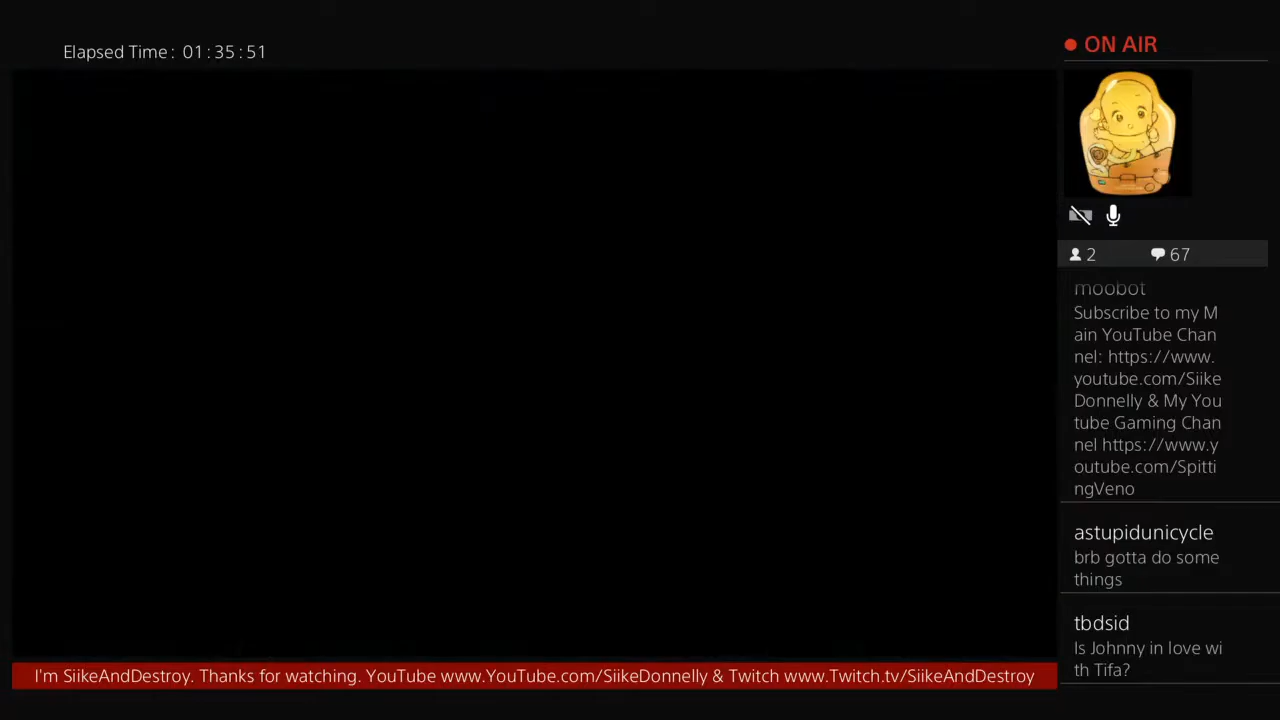 Elapsed Time: 01:35:51
ON AIR
2 67
moobot
Subscribe to my M
ain YouTube Chan
nel: https://www.
youtube.com/Siike
Donnelly & My You
tube Gaming Chan
nel https://www.y
outube.com/Spitti
ngVeno
astupidunicycle
brb gotta do some
things
tbdsid
Is Johnny in love wi
th Tifa?
I'm SiikeAndDestroy. Thanks for watching. YouTube www.YouTube.com/SiikeDonnelly & Twitch www.Twitch.tv/SiikeAndDestroy